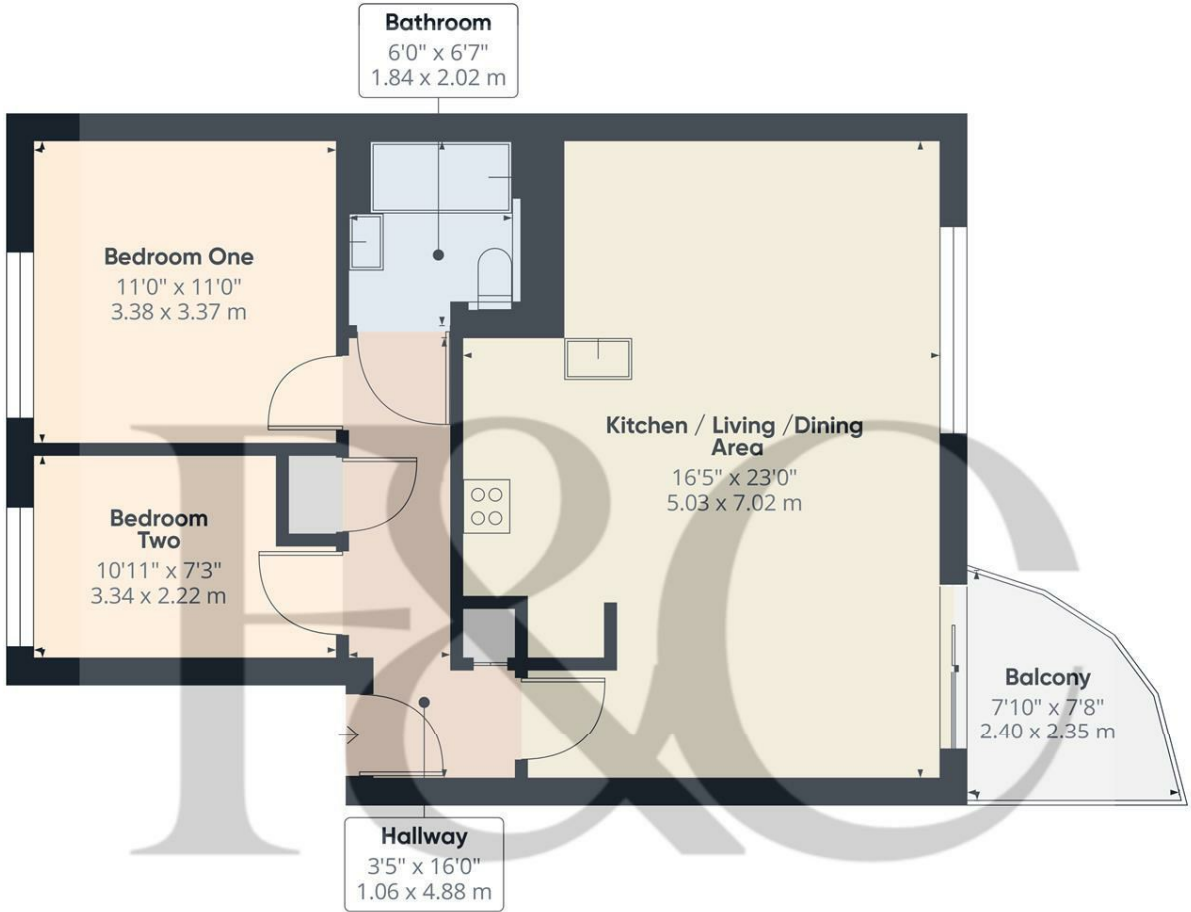 Bathroom
6'0" x 6'7"
1.84 x 2.02 m
Bedroom One
11'0" x 11'0"
3.38 x 3.37 m
Kitchen / Living /Dining
Area
16'5" x 23'0"
5.03 x 7.02 m
Bedroom
Two
10'11" x 7'3"
3.34 x 2.22 m
Balcony
7'10" x 7'8"
2.40 x 2.35 m
Hallway
3'5" x 16'0"
1.06 x 4.88 m
F&C